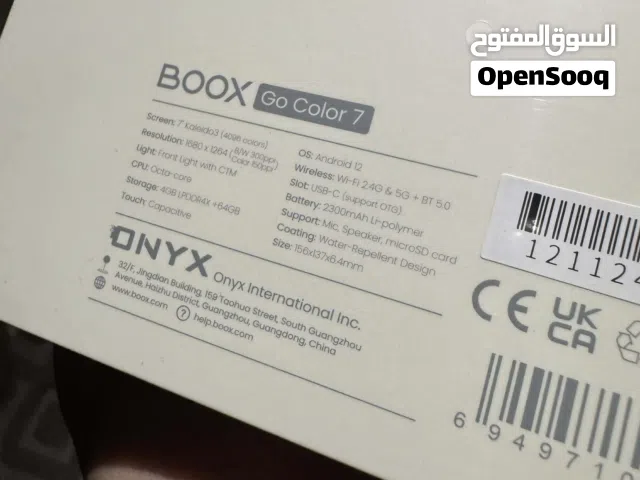 السوق المفتوح
OpenSooq
BOOX Go Color 7
Screen: 7" Kaleido3 (4096 colors)
Resolution: 1680 x 1264 (B/W 300ppi Color 150ppi)
Light: Front Light with CTM
CPU: Octa-core
Storage: 4GB LPDDR4X +64GB
Touch: Capacitive
OS: Android 12
Wireless: Wi-Fi 2.4G & 5G + BT 5.0
Slot: USB-C (support OTG)
Battery: 2300mAh Li-polymer
Support: Mic, Speaker, microSD card
Coating: Water-Repellent Design
Size: 156x137x6.4mm
ONYX Onyx International Inc.
32/F, Jingdian Building, 159 Taohua Street, South Guangzhou
Avenue, Haizhu District, Guangzhou, Guangdong, China
www.boox.com help.boox.com
121124
CE UK
CA
6 949710